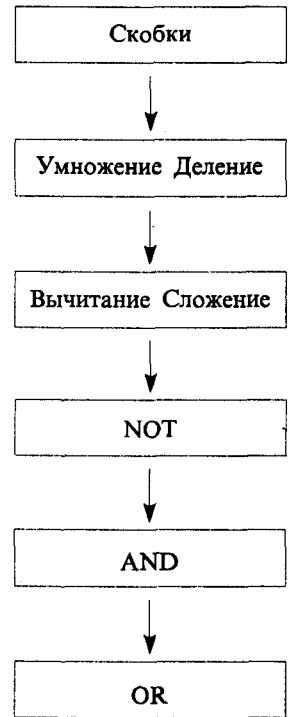 Скобки
Умножение Деление
Вычитание Сложение
NOT
AND
OR